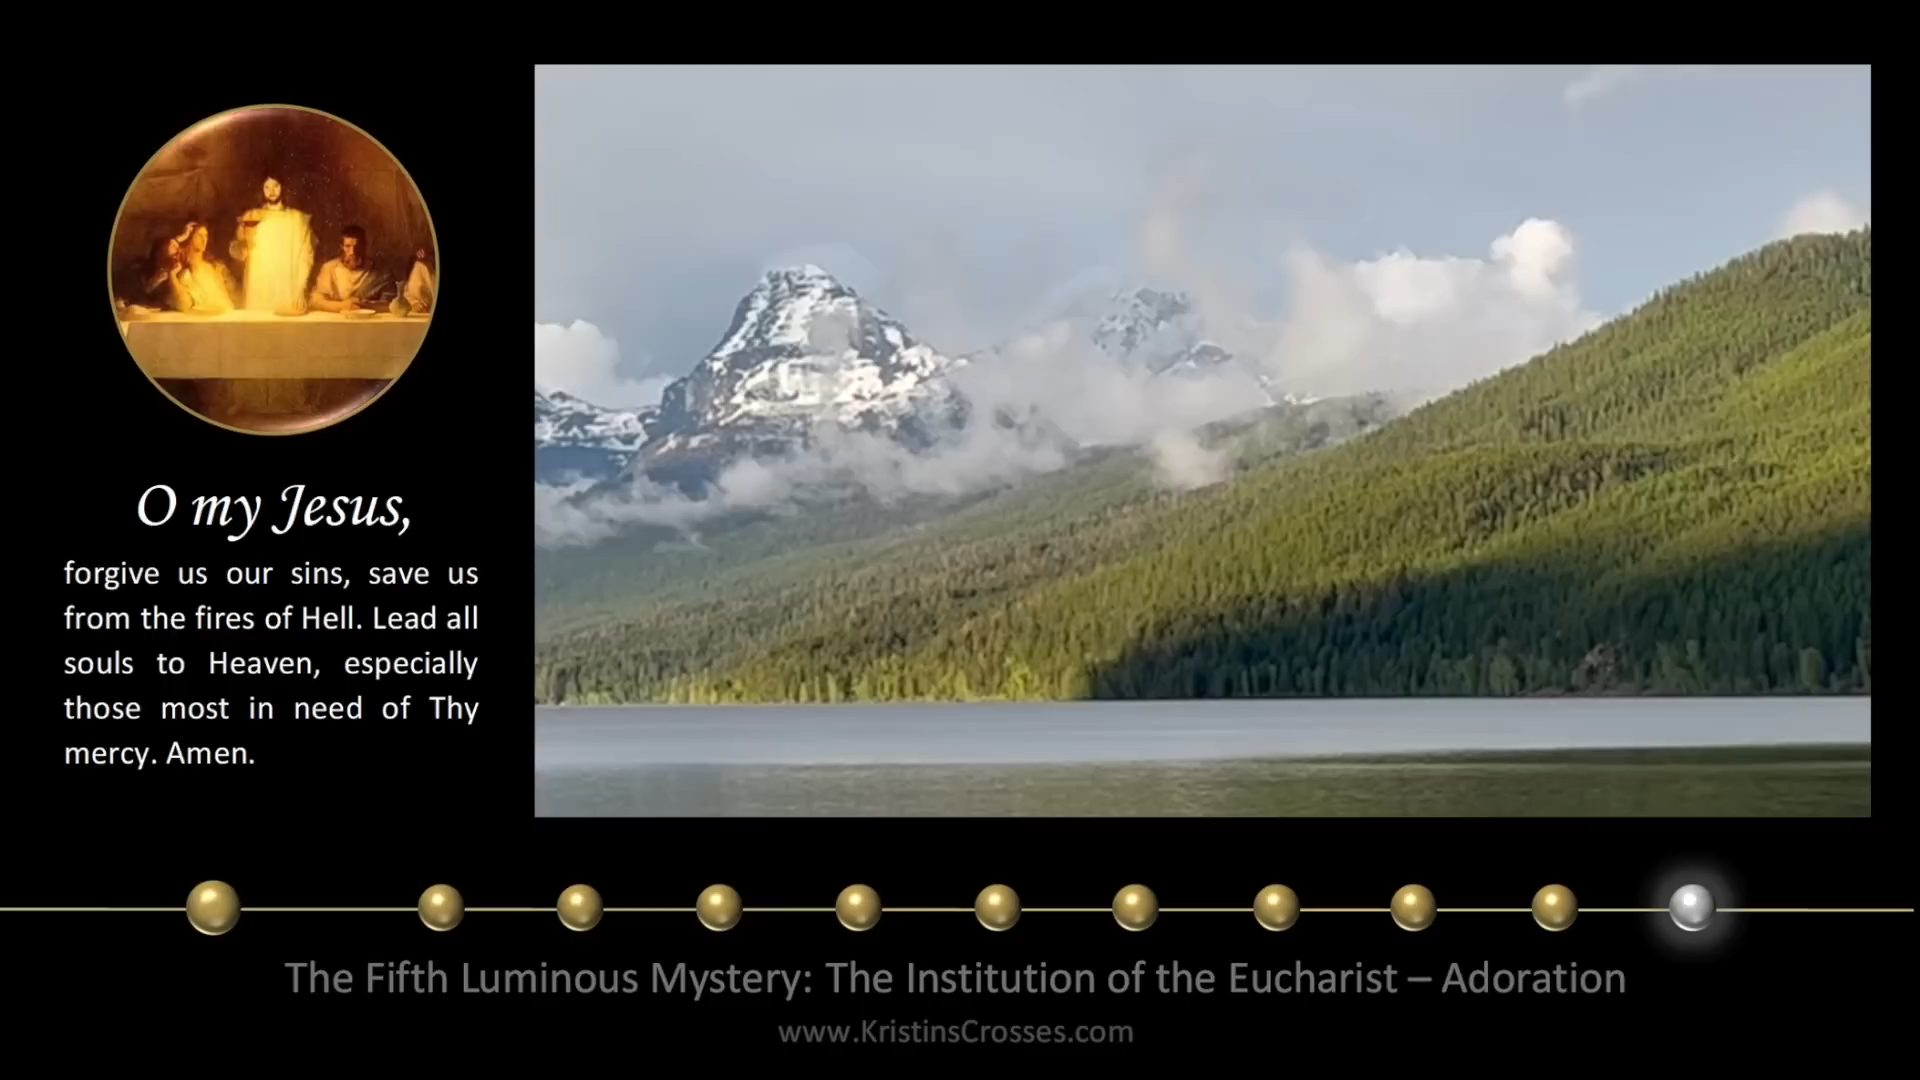 O my Jesus,
forgive us our sins, save us
from the fires of Hell. Lead all
souls to Heaven, especially
those most in need of Thy
mercy. Amen.
The Fifth Luminous Mystery: The Institution of the Eucharist – Adoration
www.KristinsCrosses.com